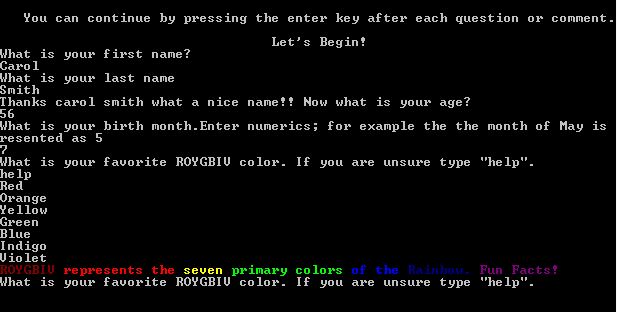 You can continue by pressing the enter key after each question or comment.
Let's Begin!
What is your first name?
Carol
What is your last name
Smith
Thanks carol smith what a nice name!! Now what is your age?
56
What is your birth month.Enter numerics; for example the the month of May is
resented as 5
7
What is your favorite ROYGBIV color. If you are unsure type "help".
help
Red
Orange
Yellow
Green
Blue
Indigo
Violet
ROYGBIV represents the seven primary colors of the Rainbow. Fun Facts!
What is your favorite ROYGBIV color. If you are unsure type "help".